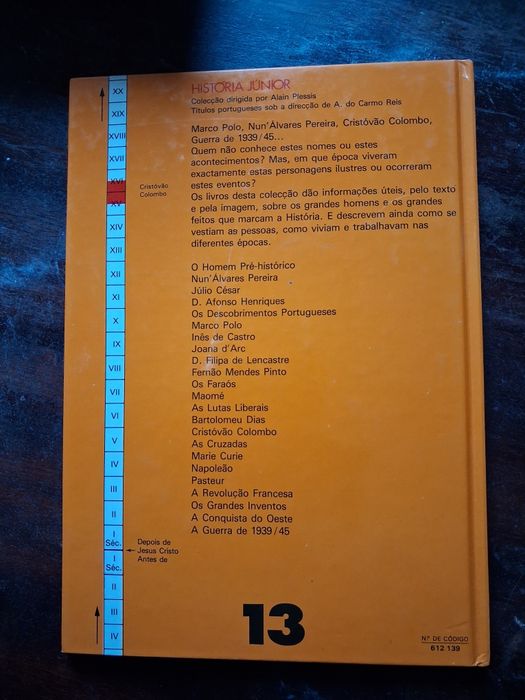 HISTÓRIA JÚNIOR
Colecção dirigida por Alain Plessis
Títulos portugueses sob a direcção de A. do Carmo Reis
Marco Polo, Nun'Álvares Pereira, Cristóvão Colombo,
Guerra de 1939/45...
Quem não conhece estes nomes ou estes
acontecimentos? Mas, em que época viveram
exactamente estas personagens ilustres ou ocorreram
estes eventos?
Os livros desta colecção dão informações úteis, pelo texto
e pela imagem, sobre os grandes homens e os grandes
feitos que marcam a História. E descrevem ainda como se
vestiam as pessoas, como viviam e trabalhavam nas
diferentes épocas.
O Homem Pré-histórico
Nun'Álvares Pereira
Júlio César
D. Afonso Henriques
Os Descobrimentos Portugueses
Marco Polo
Inês de Castro
Joana d'Arc
D. Filipa de Lencastre
Fernão Mendes Pinto
Os Faraós
Maomé
As Lutas Liberais
Bartolomeu Dias
Cristóvão Colombo
As Cruzadas
Marie Curie
Napoleão
Pasteur
A Revolução Francesa
Os Grandes Inventos
A Conquista do Oeste
A Guerra de 1939/45
XX
XIX
XVIII
XVII
XVI
XV
Cristóvão
Colombo
XIV
XIII
XII
XI
X
IX
VIII
VII
VI
V
IV
III
II
I
Séc.
Depois de
Jesus Cristo
Antes de
I
Séc.
II
III
IV
13
N.º DE CÓDIGO
612 139